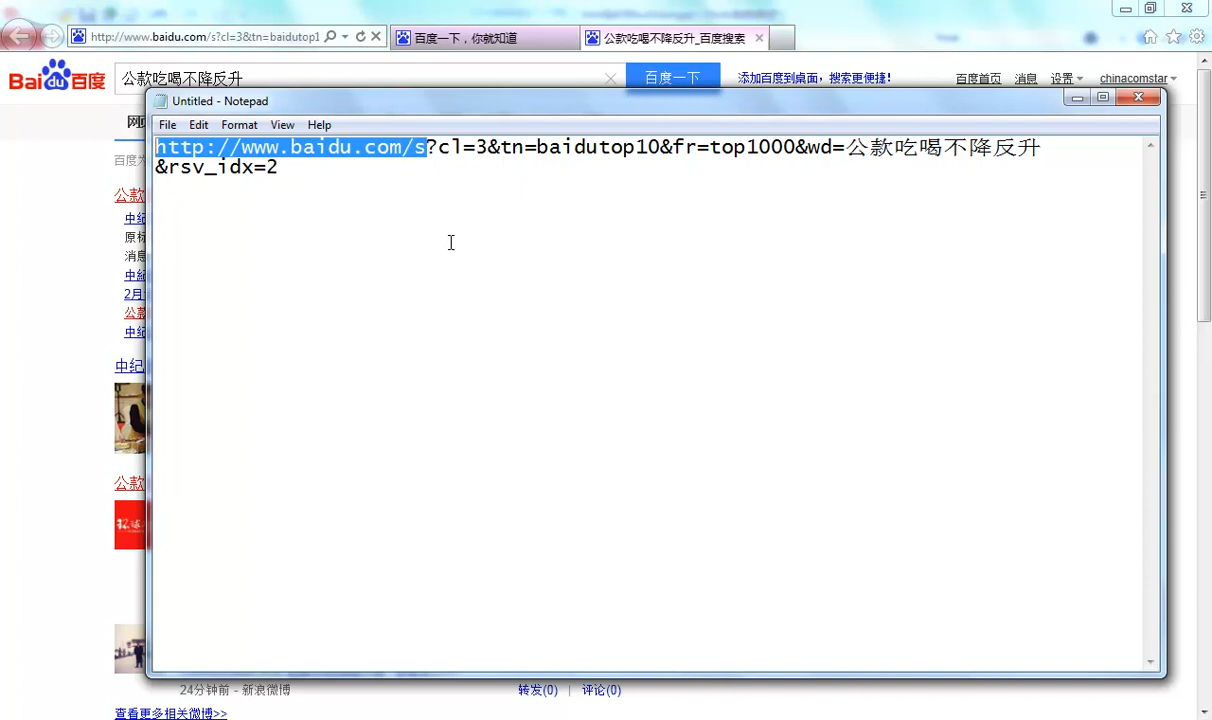 http://www.baidu.com/s?cl=3&tn=baidutop1
百度一下，你就知道
公款吃喝不降反升_百度搜索
Bai du 百度
公款吃喝不降反升
百度一下
添加百度到桌面，搜索更便捷！
百度首页
消息
设置
chinacomstar
Untitled - Notepad
File Edit Format View Help
http://www.baidu.com/s?cl=3&tn=baidutop10&fr=top1000&wd=公款吃喝不降反升
&rsv_idx=2
百度为
公款
中纪
原标
消息
中纪
2月
公款
中纪
中纪
公款
24分钟前 - 新浪微博
转发(0) | 评论(0)
查看更多相关微博>>